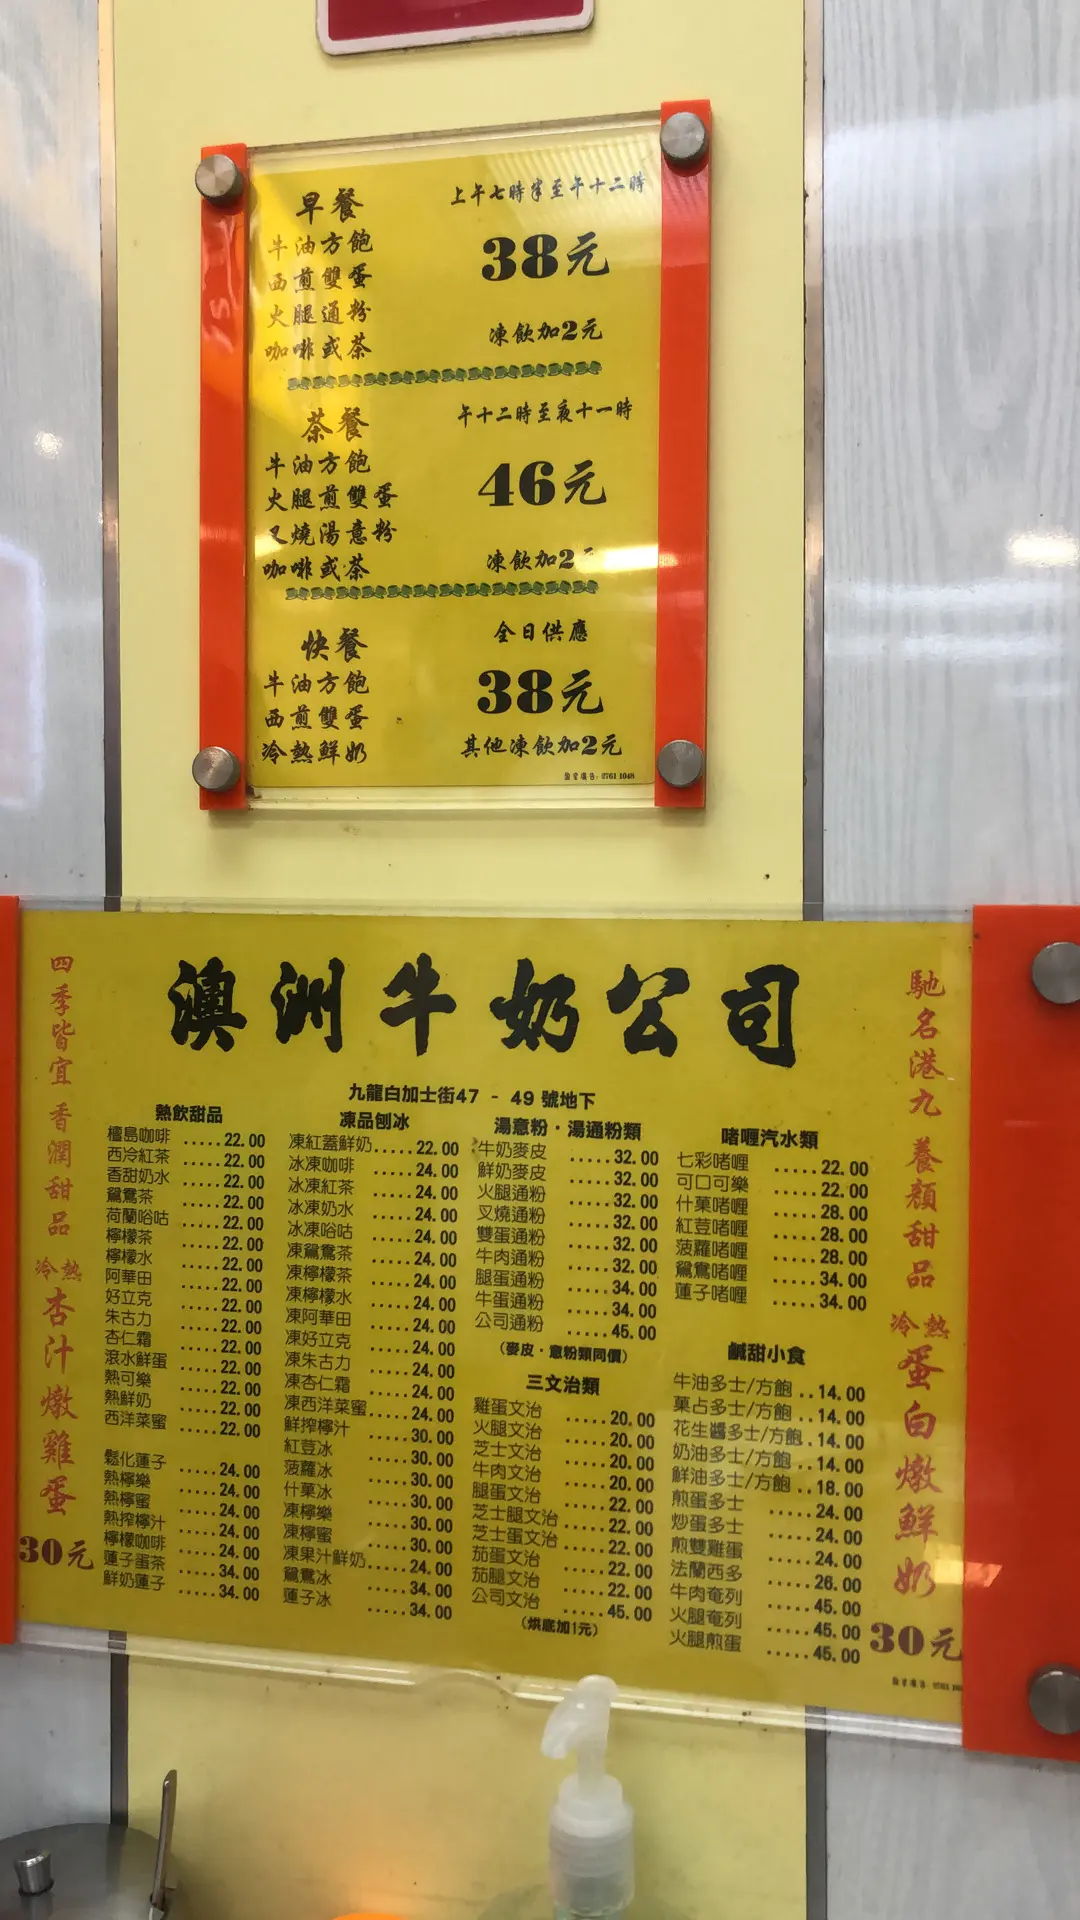 早餐
上午七時半至午十二時
牛油方飽
西煎雙蛋
火腿通粉
咖啡或茶
38元
凍飲加2元
茶餐
午十二時至夜十一時
牛油方飽
火腿煎雙蛋
叉燒湯意粉
咖啡或茶
46元
凍飲加2
快餐
全日供應
牛油方飽
西煎雙蛋
冷熱鮮奶
38元
其他凍飲加2元
2761 1048
四季皆宜 香潤甜品
冷熱
杏汁燉雞蛋
30元
澳洲牛奶公司
九龍白加士街47 - 49 號地下
熱飲甜品
檀島咖啡 .....22.00
西冷紅茶 .....22.00
香甜奶水 .....22.00
鴛鴦茶 .....22.00
荷蘭唂咕 .....22.00
檸檬茶 .....22.00
檸檬水 .....22.00
阿華田 .....22.00
好立克 .....22.00
朱古力 .....22.00
杏仁霜 .....22.00
滾水鮮蛋 .....22.00
熱可樂 .....22.00
熱鮮奶 .....22.00
西洋菜蜜 .....22.00
鬆化蓮子 .....24.00
熱檸樂 .....24.00
熱檸蜜 .....24.00
熱搾檸汁 .....24.00
檸檬咖啡 .....24.00
蓮子蛋茶 .....34.00
鮮奶蓮子 .....34.00
凍品刨冰
凍紅蓋鮮奶.....22.00
冰凍咖啡 .....24.00
冰凍紅茶 .....24.00
冰凍奶水 .....24.00
冰凍唂咕 .....24.00
凍鴛鴦茶 .....24.00
凍檸檬茶 .....24.00
凍檸檬水 .....24.00
凍阿華田 .....24.00
凍好立克 .....24.00
凍朱古力 .....24.00
凍杏仁霜 .....24.00
凍西洋菜蜜.....24.00
鮮搾檸汁 .....30.00
紅荳冰 .....30.00
菠蘿冰 .....30.00
什菓冰 .....30.00
凍檸樂 .....30.00
凍檸蜜 .....30.00
凍果汁鮮奶.....24.00
鴛鴦冰 .....34.00
蓮子冰 .....34.00
湯意粉·湯通粉類
牛奶麥皮 .....32.00
鮮奶麥皮 .....32.00
火腿通粉 .....32.00
叉燒通粉 .....32.00
雙蛋通粉 .....32.00
牛肉通粉 .....32.00
腿蛋通粉 .....34.00
牛蛋通粉 .....34.00
公司通粉 .....45.00
(麥皮·意粉類同價)
三文治類
雞蛋文治 .....20.00
火腿文治 .....20.00
芝士文治 .....20.00
牛肉文治 .....20.00
腿蛋文治 .....22.00
芝士腿文治.....22.00
芝士蛋文治.....22.00
茄蛋文治 .....22.00
茄腿文治 .....22.00
公司文治 .....45.00
(烘底加1元)
啫喱汽水類
七彩啫喱 .....22.00
可口可樂 .....22.00
什菓啫喱 .....28.00
紅荳啫喱 .....28.00
菠蘿啫喱 .....28.00
鴛鴦啫喱 .....34.00
蓮子啫喱 .....34.00
鹹甜小食
牛油多士/方飽..14.00
菓占多士/方飽..14.00
花生醬多士/方飽.14.00
奶油多士/方飽..14.00
鮮油多士/方飽..18.00
煎蛋多士 .....24.00
炒蛋多士 .....24.00
煎雙雞蛋 .....24.00
法蘭西多 .....26.00
牛肉奄列 .....45.00
火腿奄列 .....45.00
火腿煎蛋 .....45.00
馳名港九 養顏甜品
冷熱
蛋白燉鮮奶
30元